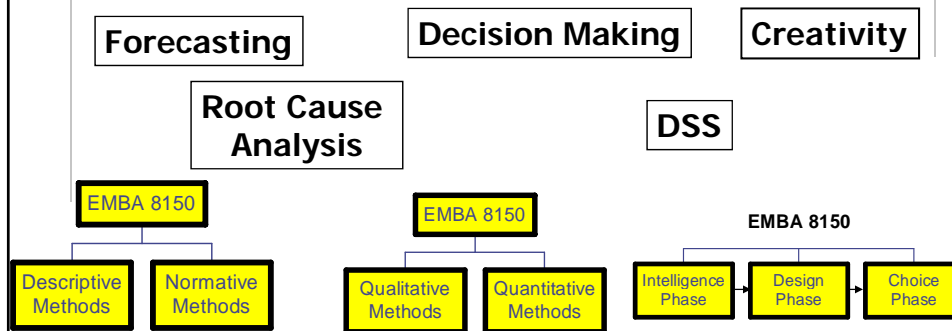 Forecasting
Decision Making
Creativity
Root Cause
Analysis
DSS
EMBA 8150
Descriptive
Methods
Normative
Methods
EMBA 8150
Qualitative
Methods
Quantitative
Methods
EMBA 8150
Intelligence
Phase
Design
Phase
Choice
Phase